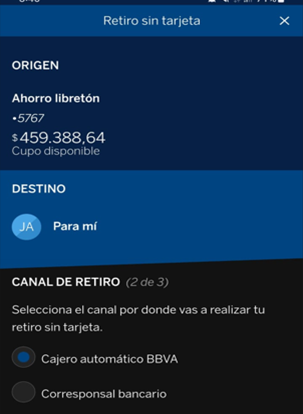 Retiro sin tarjeta ×
ORIGEN
Ahorro libretón
•5767
$459.388,64
Cupo disponible
DESTINO
JA Para mí
CANAL DE RETIRO (2 de 3)
Selecciona el canal por donde vas a realizar tu
retiro sin tarjeta.
Cajero automático BBVA
Corresponsal bancario